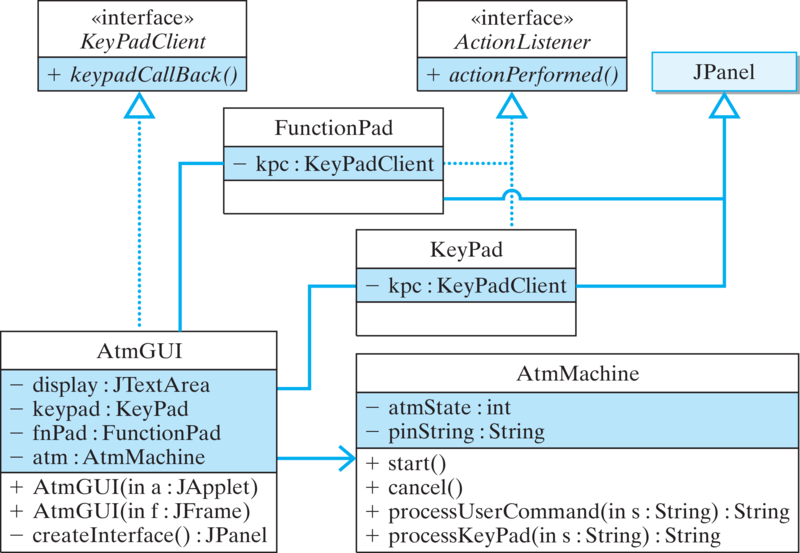 «interface»
KeyPadClient
+ keypadCallBack()
«interface»
ActionListener
+ actionPerformed()
JPanel
FunctionPad
− kpc : KeyPadClient
KeyPad
− kpc : KeyPadClient
AtmGUI
− display : JTextArea
− keypad : KeyPad
− fnPad : FunctionPad
− atm : AtmMachine
+ AtmGUI(in a : JApplet)
+ AtmGUI(in f : JFrame)
− createInterface() : JPanel
AtmMachine
− atmState : int
− pinString : String
+ start()
+ cancel()
+ processUserCommand(in s : String) : String
+ processKeyPad(in s : String) : String